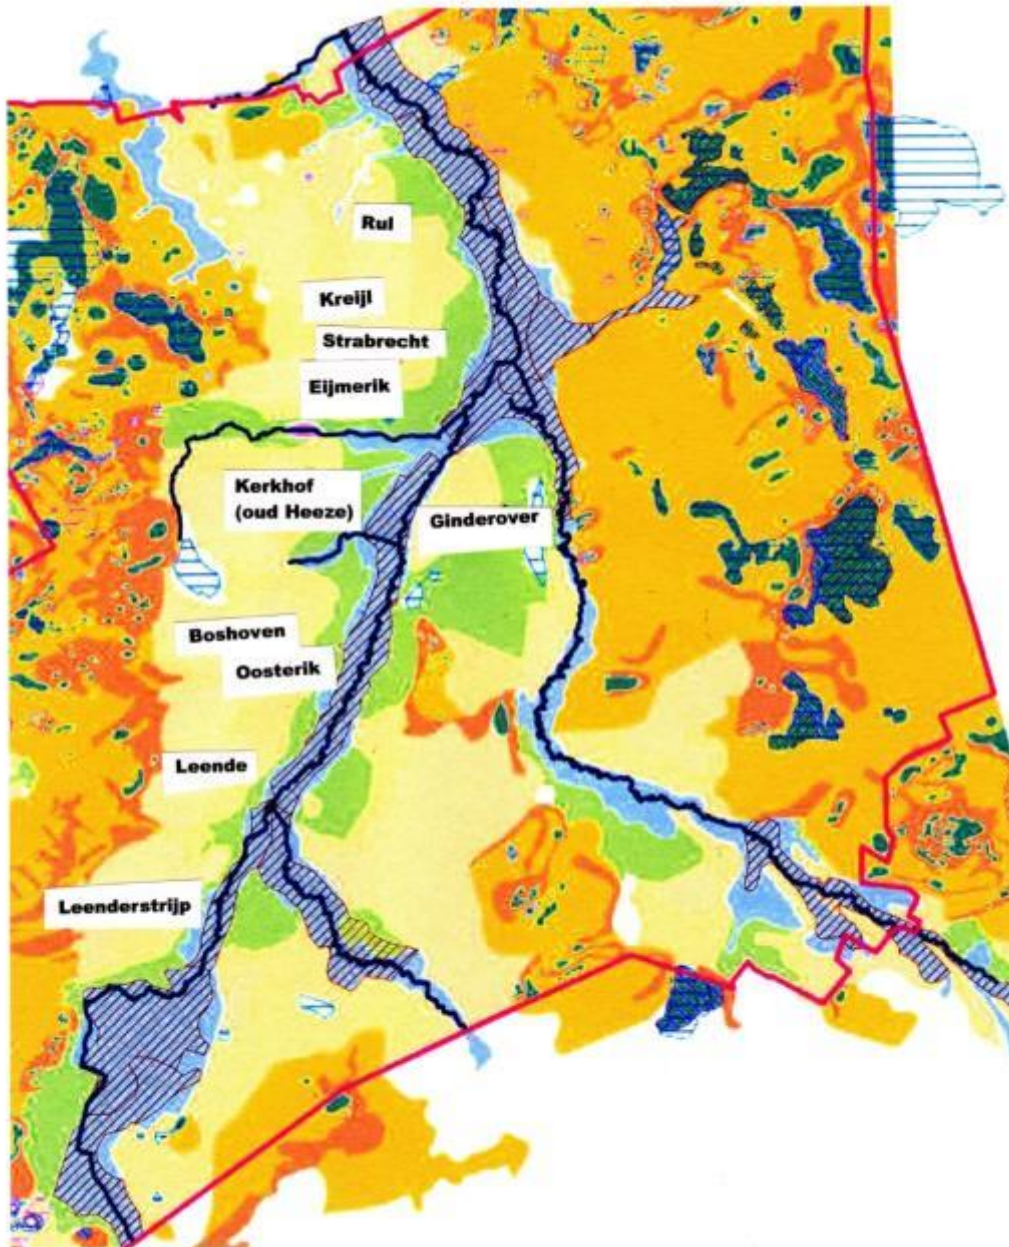 Rul
Kreijl
Strabrecht
Eijmerik
Kerkhof
(oud Heeze)
Ginderover
Boshoven
Oosterik
Leende
Leenderstrijp